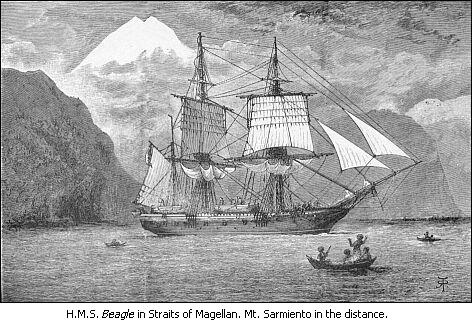 H.M.S. Beagle in Straits of Magellan. Mt. Sarmiento in the distance.